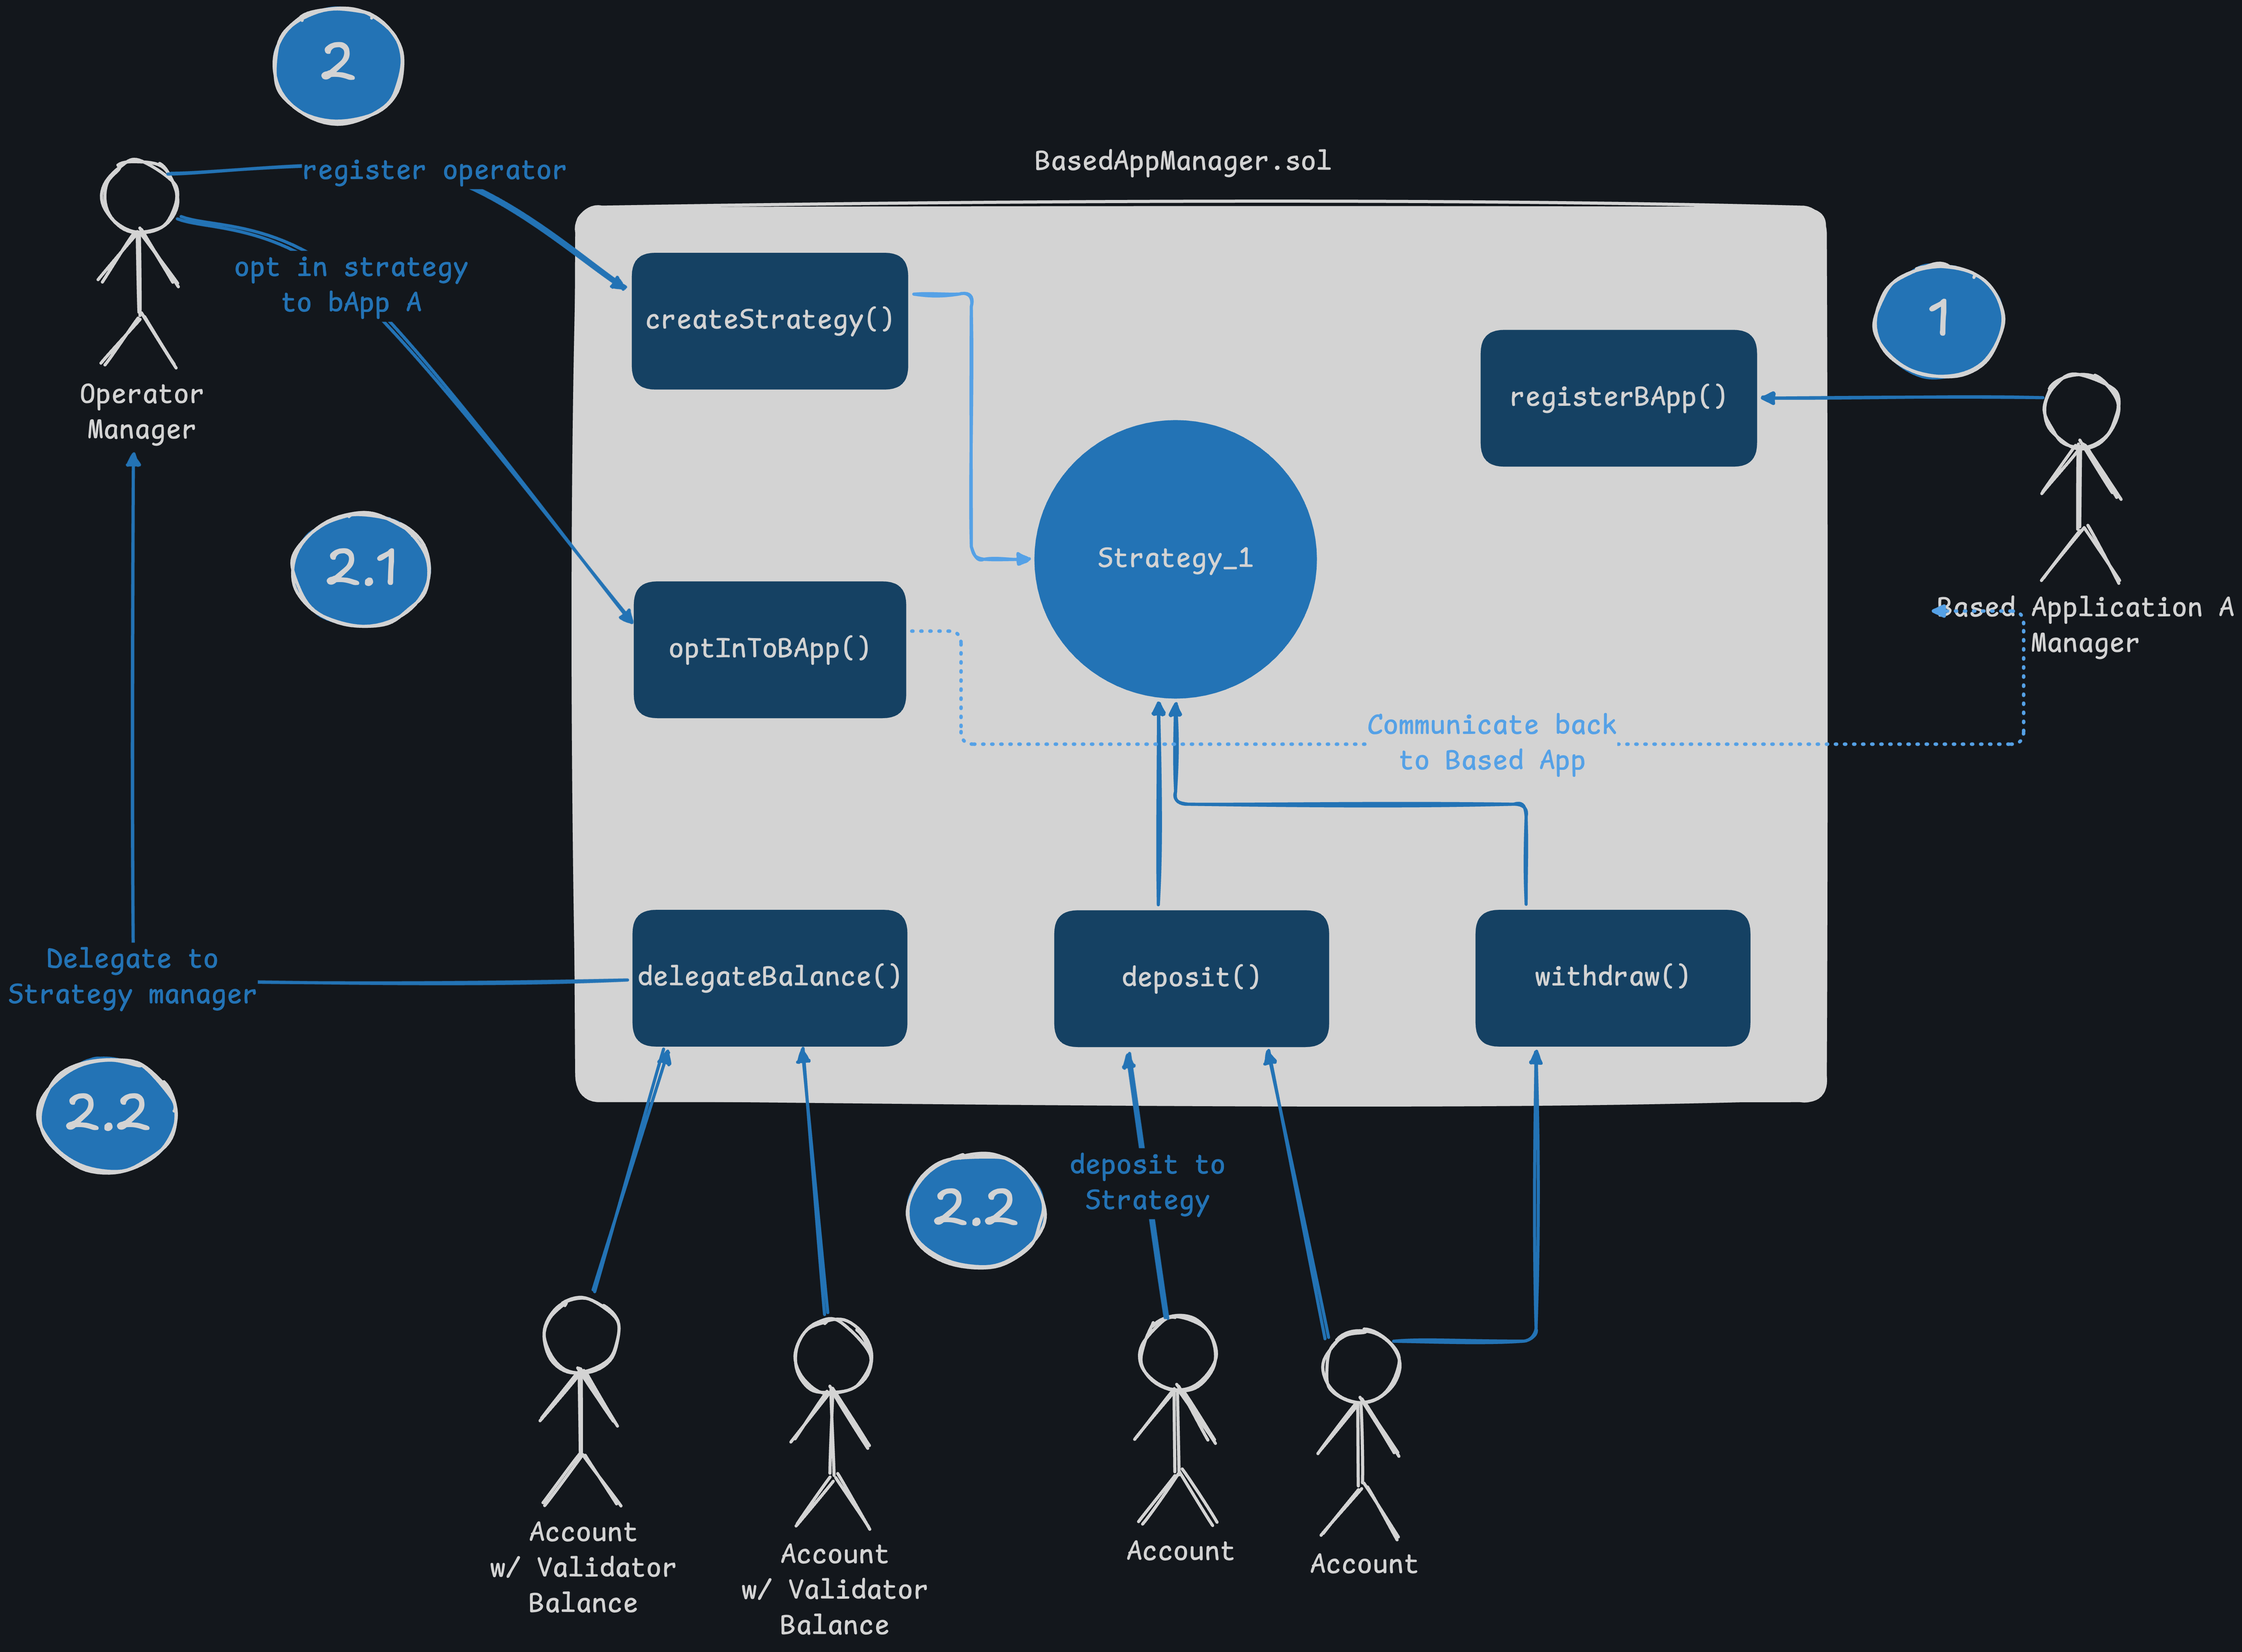 2
register operator
BasedAppManager.sol
opt in strategy
to bApp A
createStrategy()
1
registerBApp()
Operator
Manager
Strategy_1
2.1
optInToBApp()
Based Application A
Manager
Communicate back
to Based App
Delegate to
Strategy manager
delegateBalance()
deposit()
withdraw()
2.2
2.2
deposit to
Strategy
Account
w/ Validator
Balance
Account
w/ Validator
Balance
Account
Account